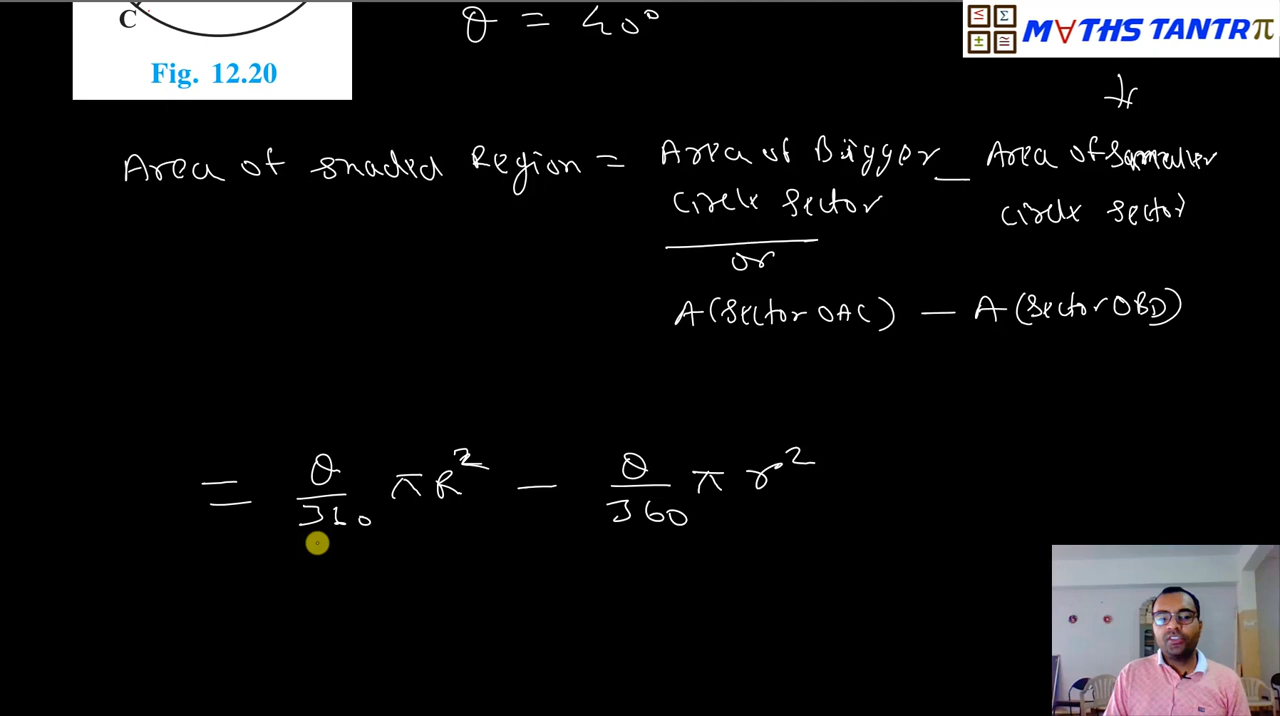 C
Fig. 12.20
θ = 40°
MATHS TANTRπ
Area of shaded Region = Area of Bigger Circle Sector − Area of Smaller Circle Sector
or
A(Sector OAC) − A(Sector OBD)
= θ/360 πR² − θ/360 πr²